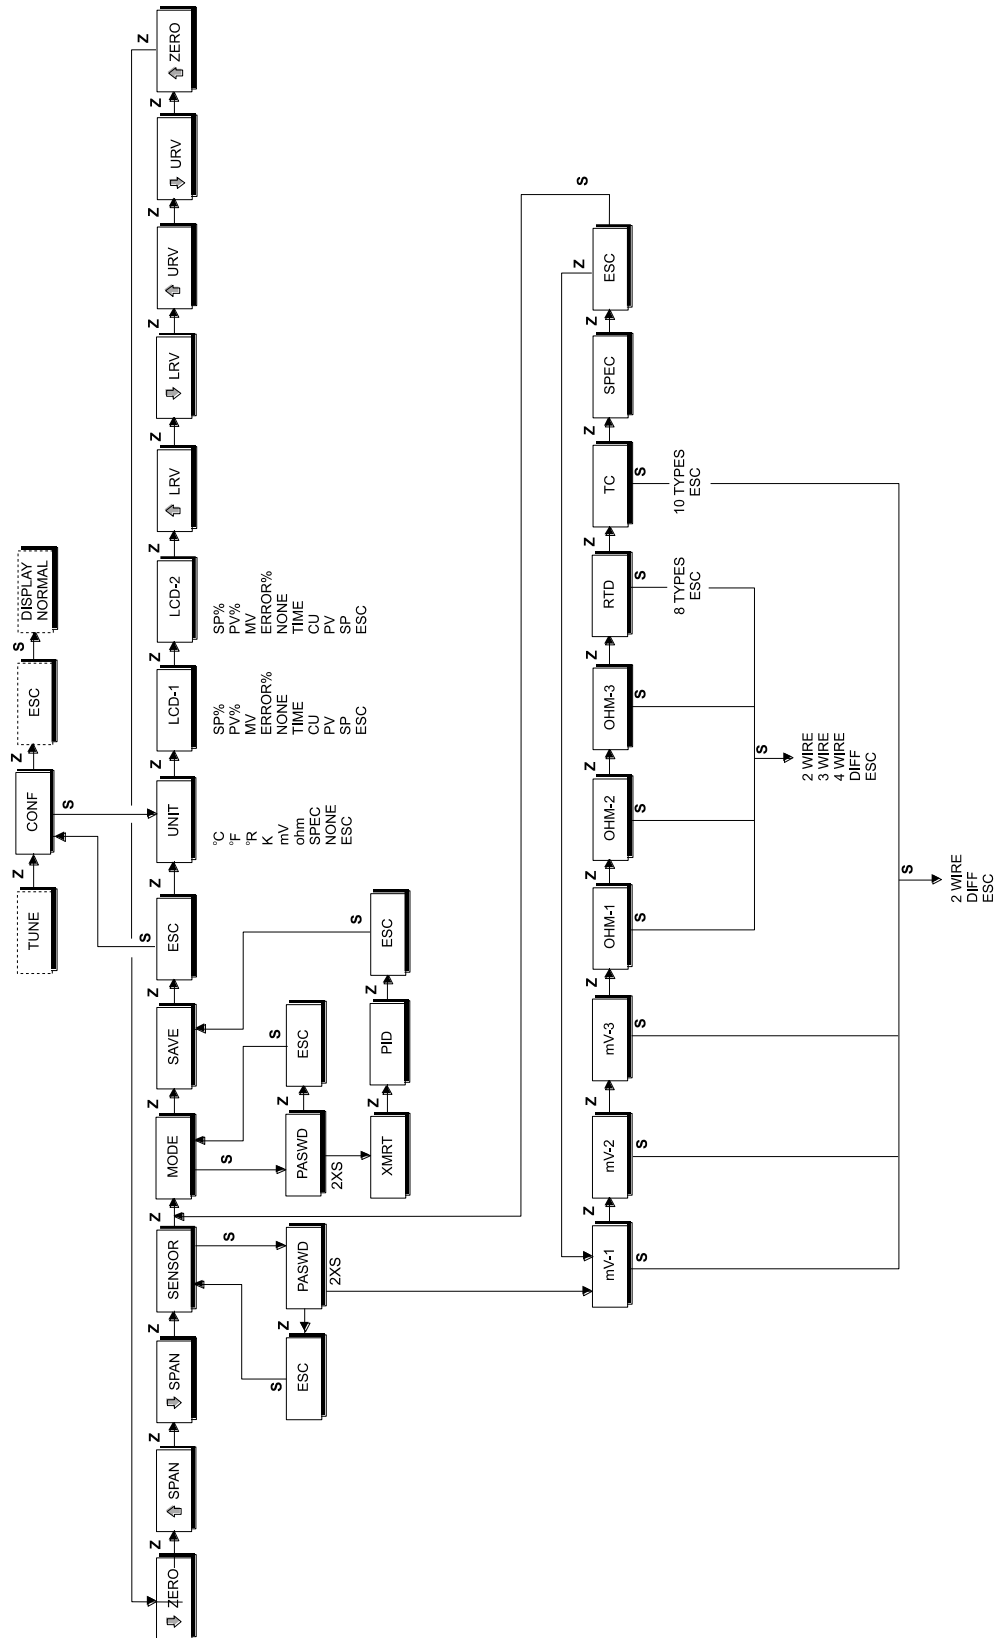 TUNE
Z
CONF
Z
ESC
S
DISPLAY
NORMAL
S
S
Z
⇩ ZERO
Z
⇧ SPAN
Z
⇩ SPAN
Z
SENSOR
Z
MODE
Z
SAVE
Z
ESC
UNIT
Z
LCD-1
Z
LCD-2
Z
⇧ LRV
Z
⇩ LRV
Z
⇧ URV
Z
⇩ URV
Z
⇧ ZERO
°C
°F
°R
K
mV
ohm
SPEC
NONE
ESC
SP%
PV%
MV
ERROR%
NONE
TIME
CU
PV
SP
ESC
SP%
PV%
MV
ERROR%
NONE
TIME
CU
PV
SP
ESC
S
S
S
ESC
Z
PASWD
2XS
S
PASWD
2XS
Z
ESC
XMRT
Z
PID
Z
ESC
S
S
Z
mV-1
Z
mV-2
Z
mV-3
Z
OHM-1
Z
OHM-2
Z
OHM-3
Z
RTD
Z
TC
Z
SPEC
Z
ESC
S
S
S
S
S
S
S
S
8 TYPES
ESC
10 TYPES
ESC
S
2 WIRE
3 WIRE
4 WIRE
DIFF
ESC
S
2 WIRE
DIFF
ESC